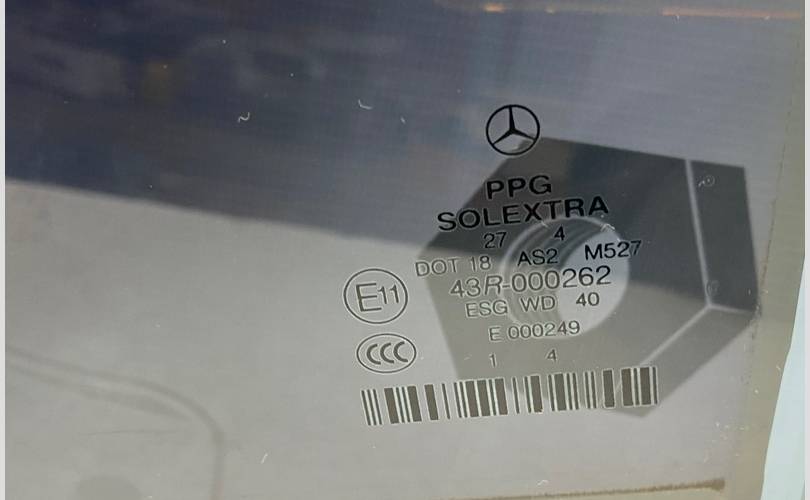 PPG
SOLEXTRA
27 4
DOT 18 AS2 M527
43R-000262
E11
ESG WD 40
E 000249
CCC
1 4